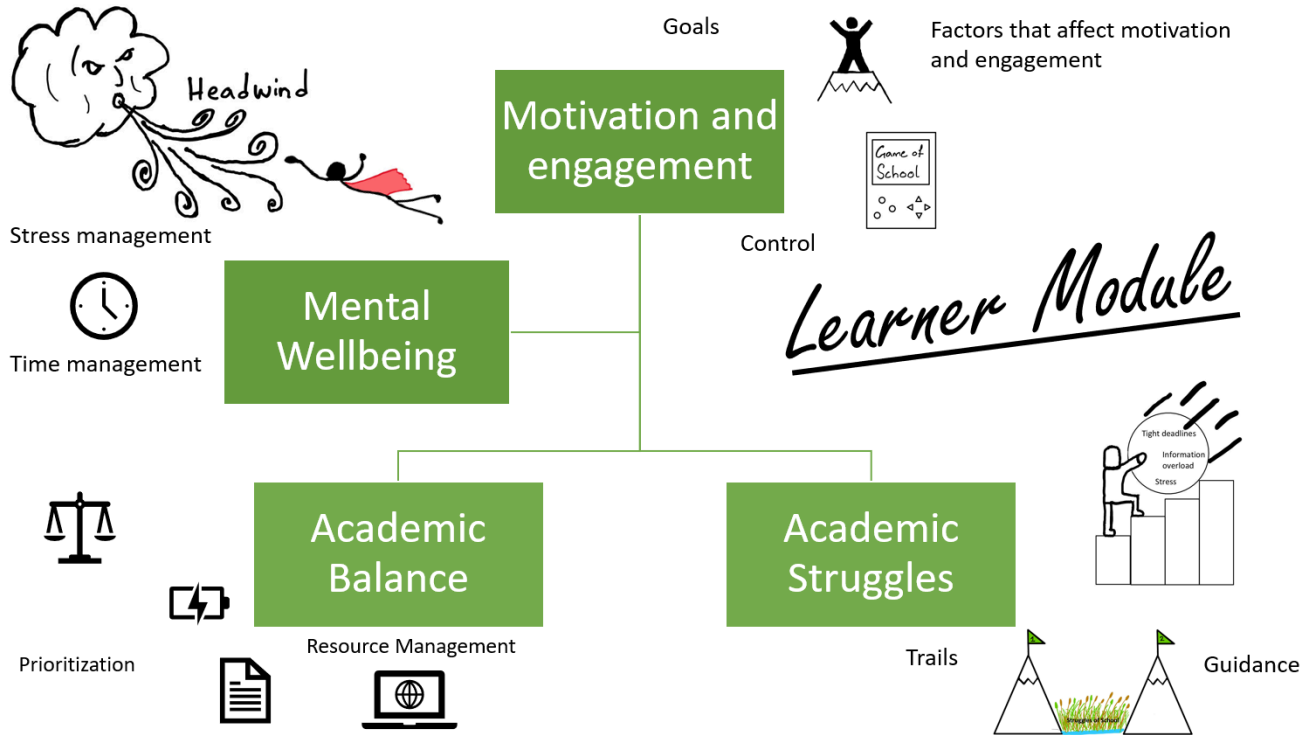 Goals
Factors that affect motivation
and engagement
Headwind
Motivation and
engagement
Game of
School
Stress management
Control
Learner Module
Mental
Wellbeing
Time management
Tight deadlines
Information
overload
Stress
Academic
Balance
Academic
Struggles
Prioritization
Resource Management
Trails
1
2
Guidance
Struggles of School